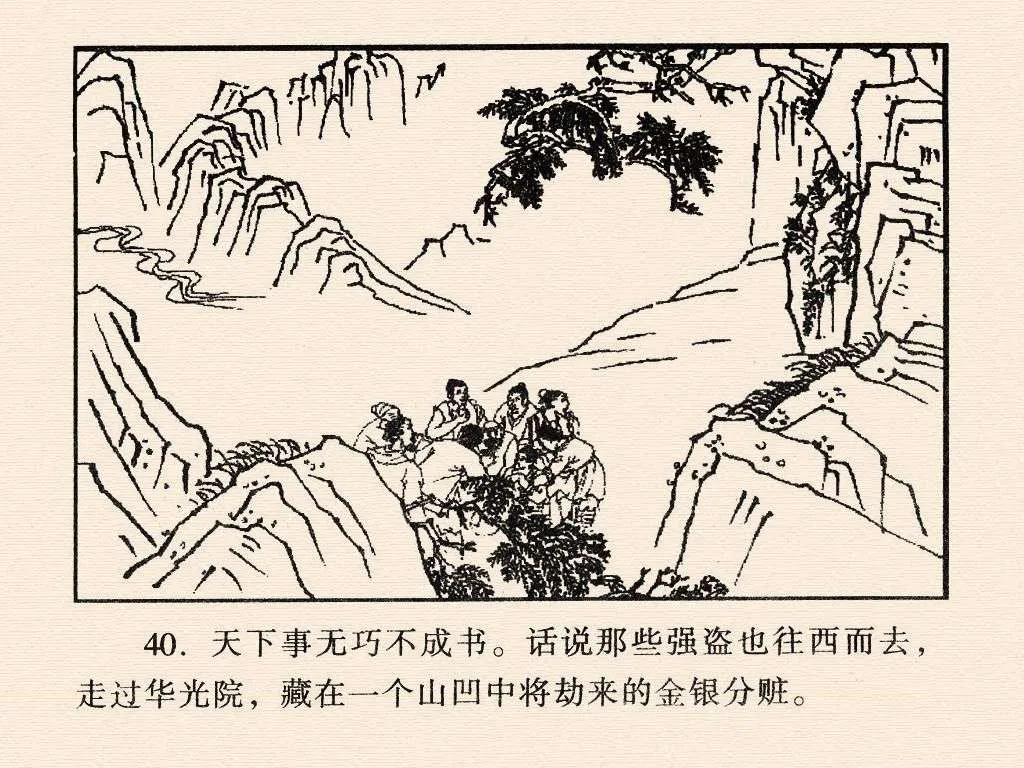 40. 天下事无巧不成书。话说那些强盗也往西而去，
走过华光院，藏在一个山凹中将劫来的金银分赃。